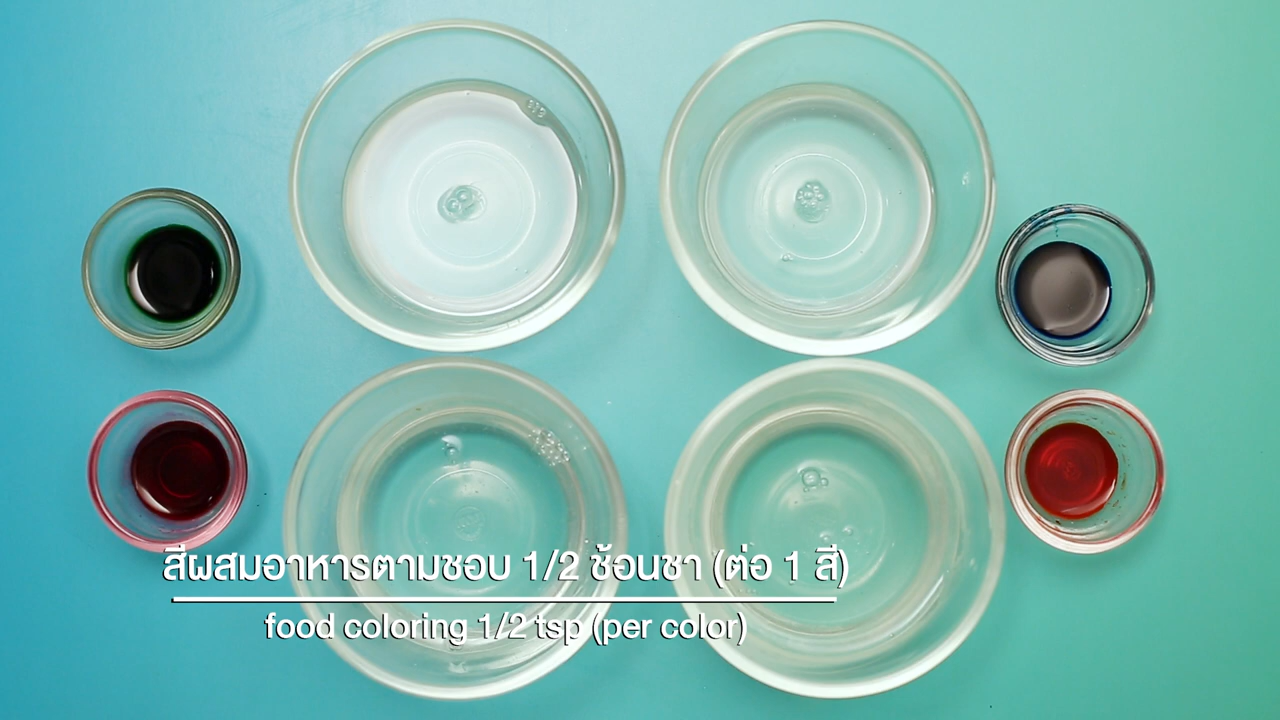 สีผสมอาหารตามชอบ 1/2 ช้อนชา (ต่อ 1 สี)
food coloring 1/2 tsp (per color)